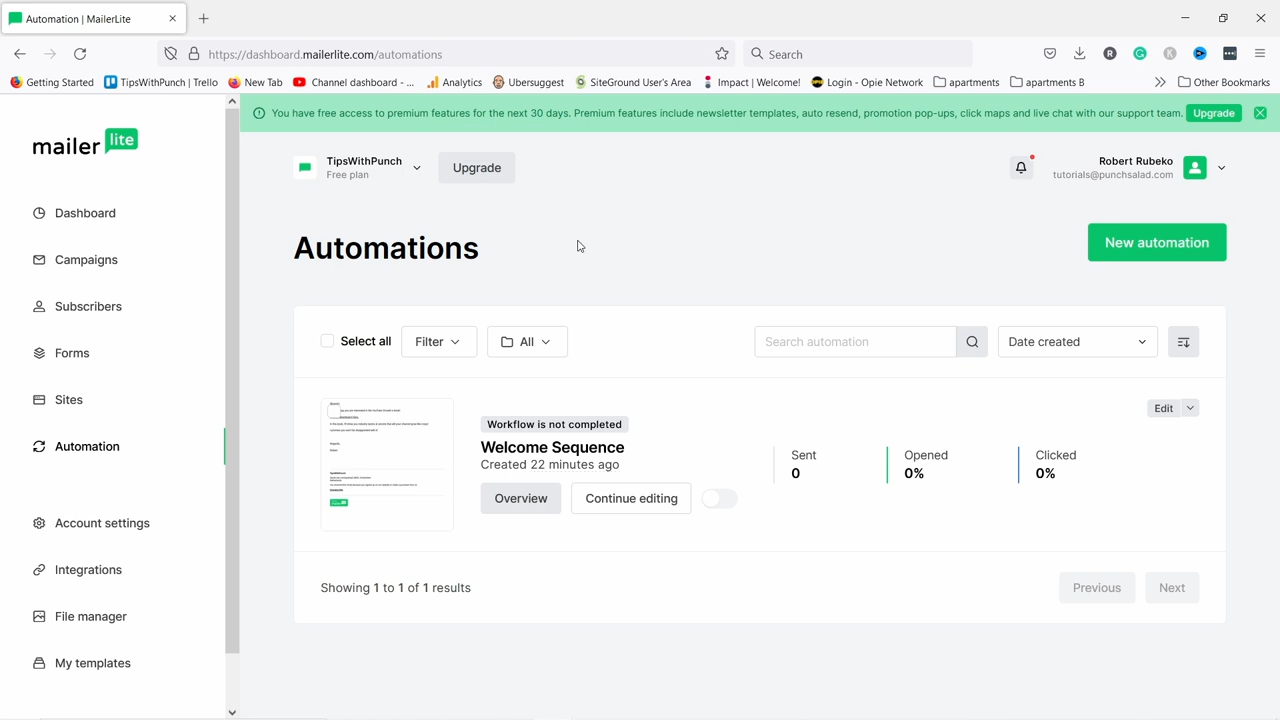 Automation | MailerLite
https://dashboard.mailerlite.com/automations
Search
Getting Started
TipsWithPunch | Trello
New Tab
Channel dashboard - ...
Analytics
Ubersuggest
SiteGround User's Area
Impact | Welcome!
Login - Opie Network
apartments
apartments B
Other Bookmarks
You have free access to premium features for the next 30 days. Premium features include newsletter templates, auto resend, promotion pop-ups, click maps and live chat with our support team.
Upgrade
mailer lite
TipsWithPunch
Free plan
Upgrade
Robert Rubeko
tutorials@punchsalad.com
Dashboard
Campaigns
Subscribers
Forms
Sites
Automation
Account settings
Integrations
File manager
My templates
Automations
New automation
Select all
Filter
All
Search automation
Date created
Workflow is not completed
Edit
Welcome Sequence
Created 22 minutes ago
Sent
0
Opened
0%
Clicked
0%
Overview
Continue editing
Showing 1 to 1 of 1 results
Previous
Next